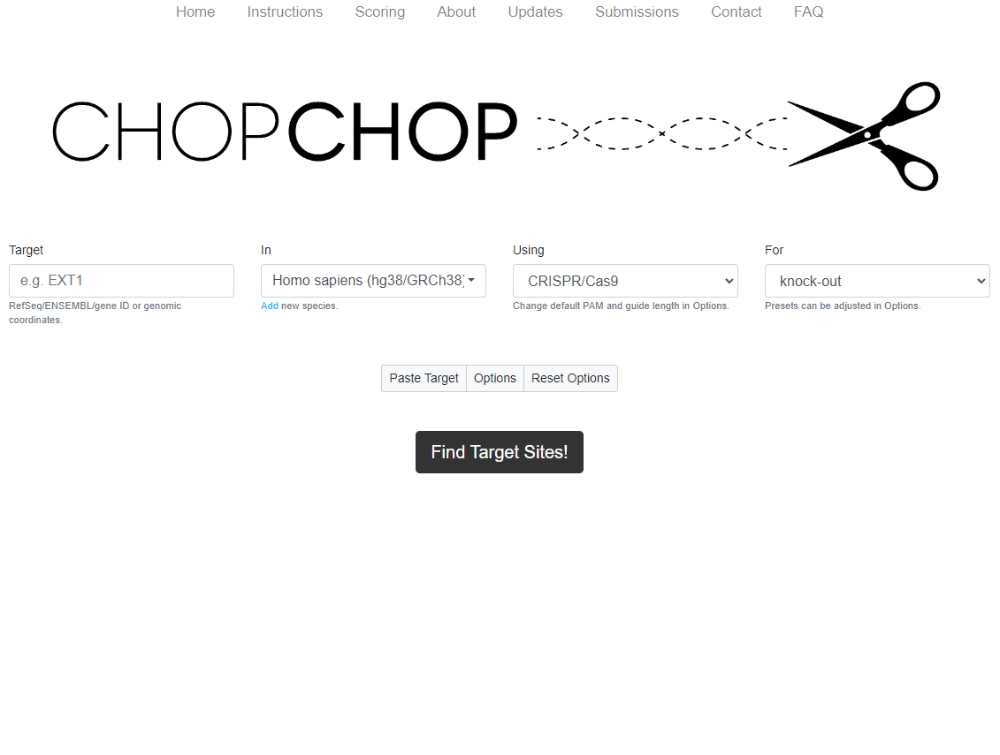 Home Instructions Scoring About Updates Submissions Contact FAQ
CHOPCHOP
Target
e.g. EXT1
RefSeq/ENSEMBL/gene ID or genomic
coordinates.
In
Homo sapiens (hg38/GRCh38)
Add new species.
Using
CRISPR/Cas9
Change default PAM and guide length in Options.
For
knock-out
Presets can be adjusted in Options.
Paste Target Options Reset Options
Find Target Sites!